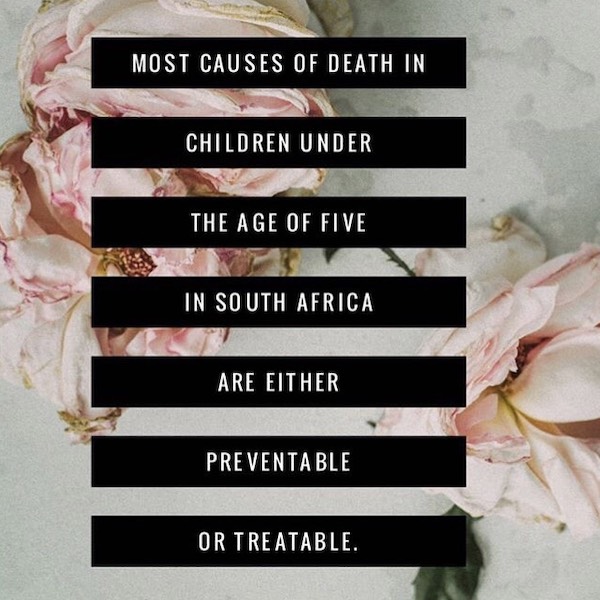 MOST CAUSES OF DEATH IN
CHILDREN UNDER
THE AGE OF FIVE
IN SOUTH AFRICA
ARE EITHER
PREVENTABLE
OR TREATABLE.